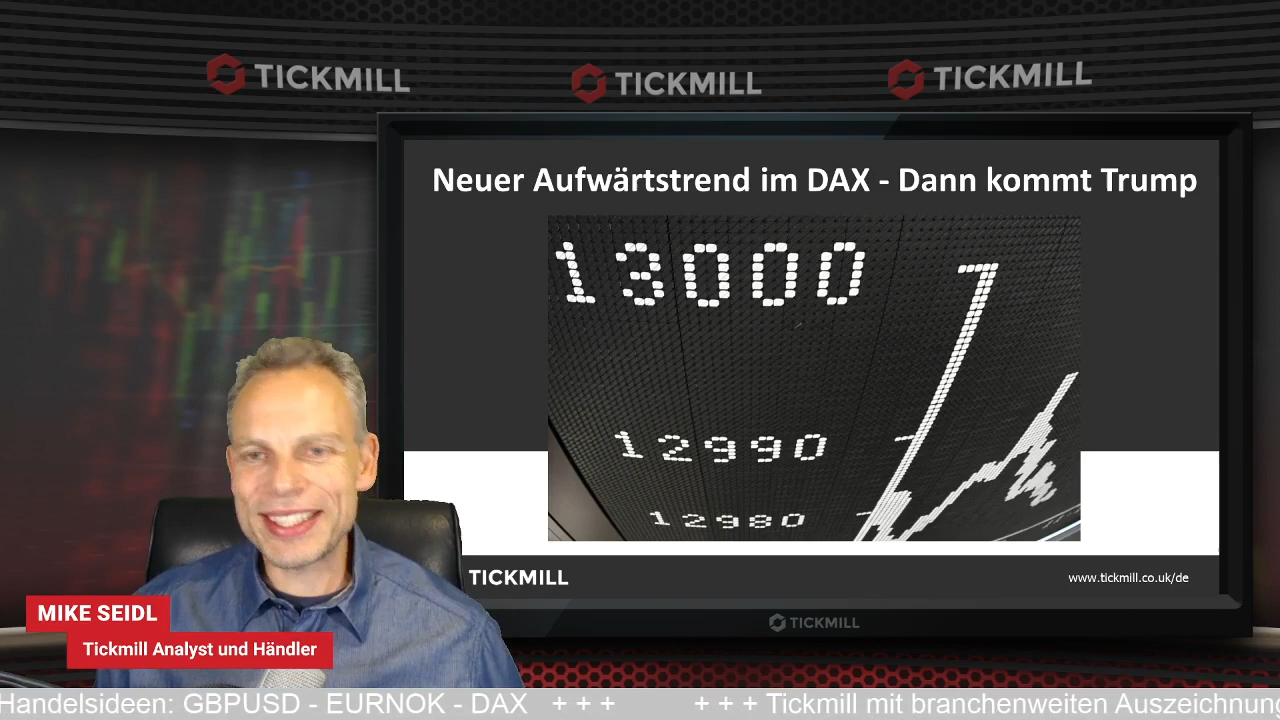 TICKMILL TICKMILL TICKMILL
Neuer Aufwärtstrend im DAX - Dann kommt Trump
13000
12990
12980
TICKMILL www.tickmill.co.uk/de
TICKMILL
MIKE SEIDL
Tickmill Analyst und Händler
Handelsideen: GBPUSD - EURNOK - DAX +++ +++ Tickmill mit branchenweiten Auszeichnung